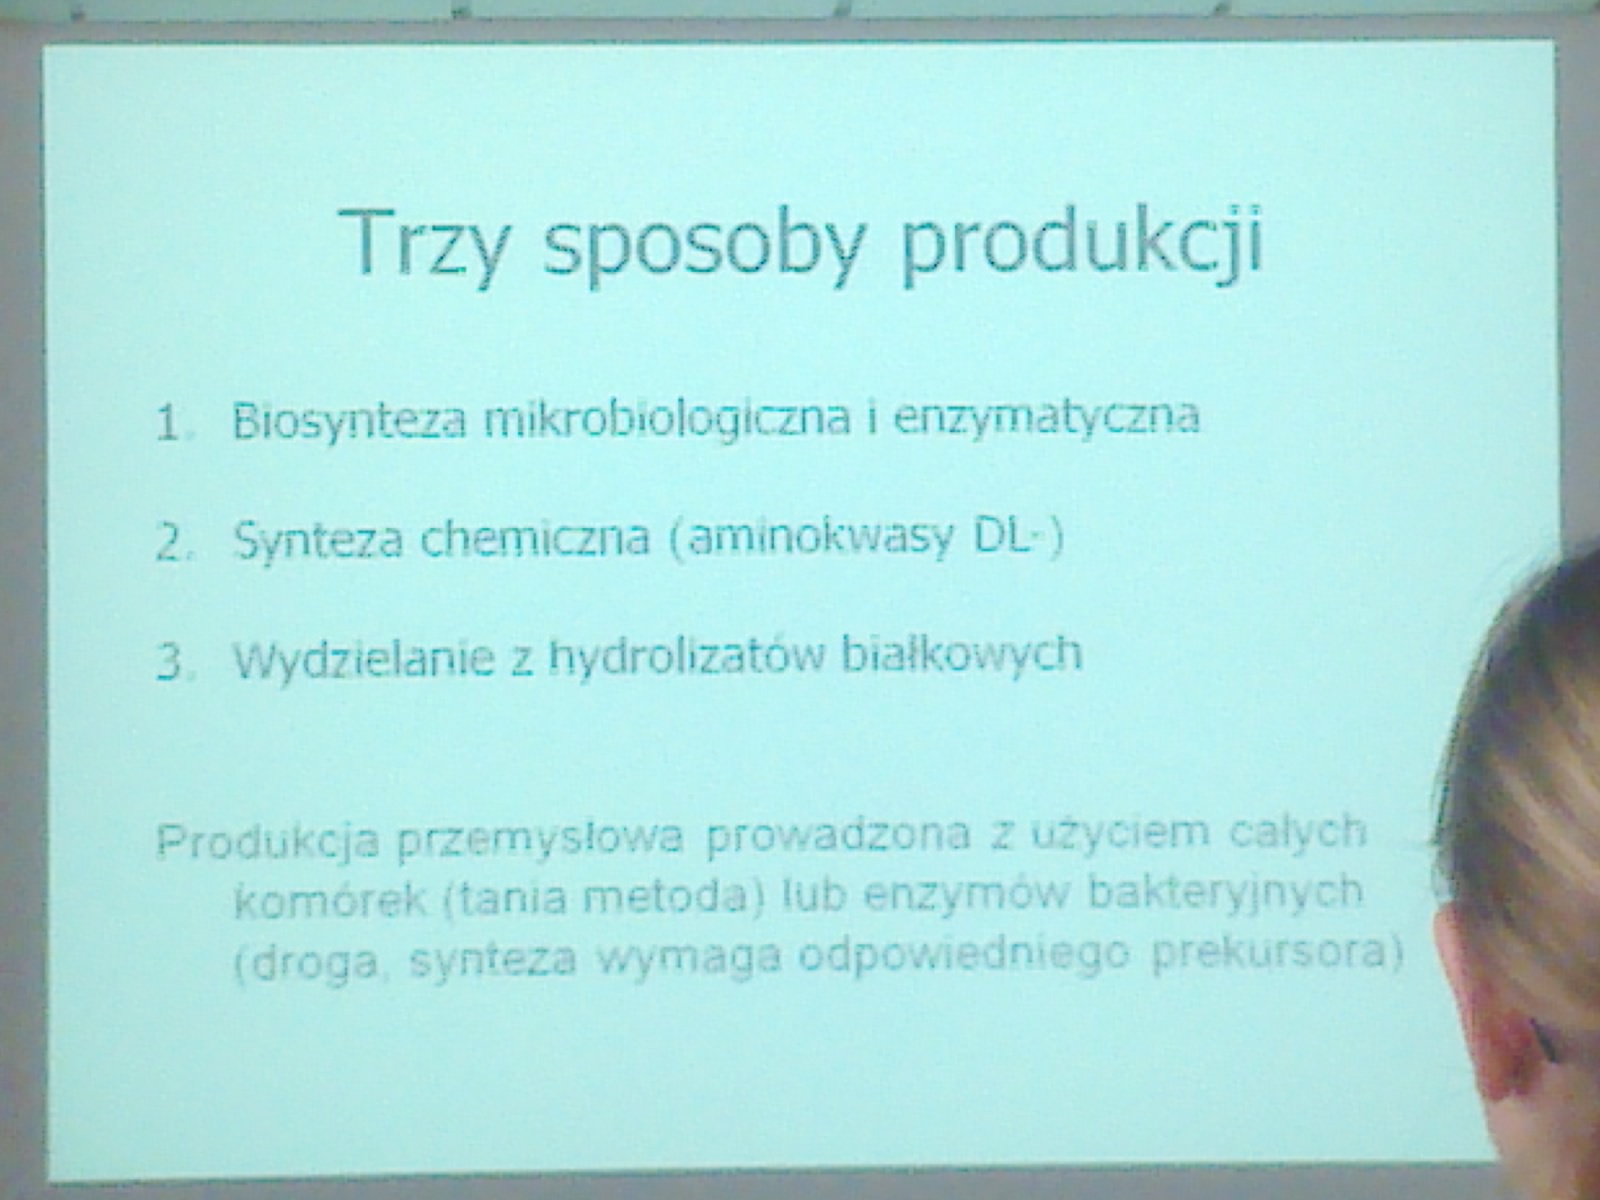 Trzy sposoby produkcji
1. Biosynteza mikrobiologiczna i enzymatyczna
2. Synteza chemiczna (aminokwasy DL-)
3. Wydzielanie z hydrolizatów białkowych
Produkcja przemysłowa prowadzona z użyciem całych
komórek (tania metoda) lub enzymów bakteryjnych
(droga, synteza wymaga odpowiedniego prekursora)